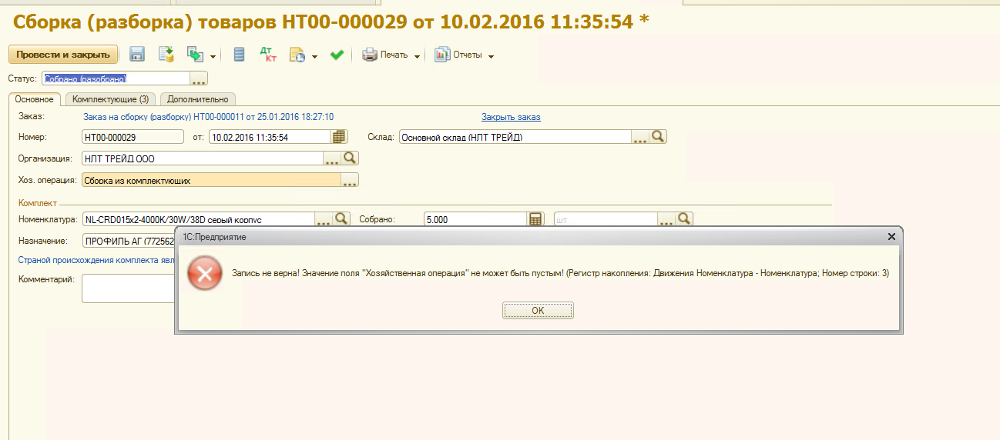 Сборка (разборка) товаров НТ00-000029 от 10.02.2016 11:35:54 *
Провести и закрыть Дт Кт Печать Отчеты
Статус: Собрано (разобрано) ...
Основное Комплектующие (3) Дополнительно
Заказ: Заказ на сборку (разборку) НТ00-000011 от 25.01.2016 18:27:10 Закрыть заказ
Номер: НТ00-000029 от: 10.02.2016 11:35:54 Склад: Основной склад (НЛТ ТРЕЙД) ...
Организация: НЛТ ТРЕЙД ООО ...
Хоз. операция: Сборка из комплектующих ...
Комплект
Номенклатура: NL-CRD015x2-4000K/30W/38D серый корпус ... Собрано: 5.000 шт ...
Назначение: ПРОФИЛЬ АГ (772562
Страной происхождения комплекта явл
Комментарий:
1С:Предприятие
Запись не верна! Значение поля "Хозяйственная операция" не может быть пустым! (Регистр накопления: Движения Номенклатура - Номенклатура; Номер строки: 3)
OK